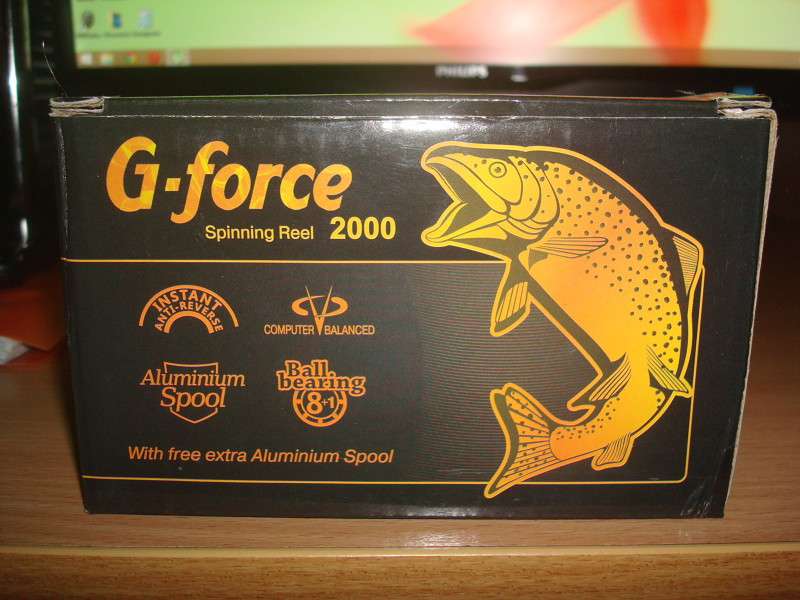 PHILIPS
G-force
Spinning Reel 2000
INSTANT
ANTI-REVERSE
COMPUTER BALANCED
Aluminium
Spool
Ball
bearing
8+1
With free extra Aluminium Spool